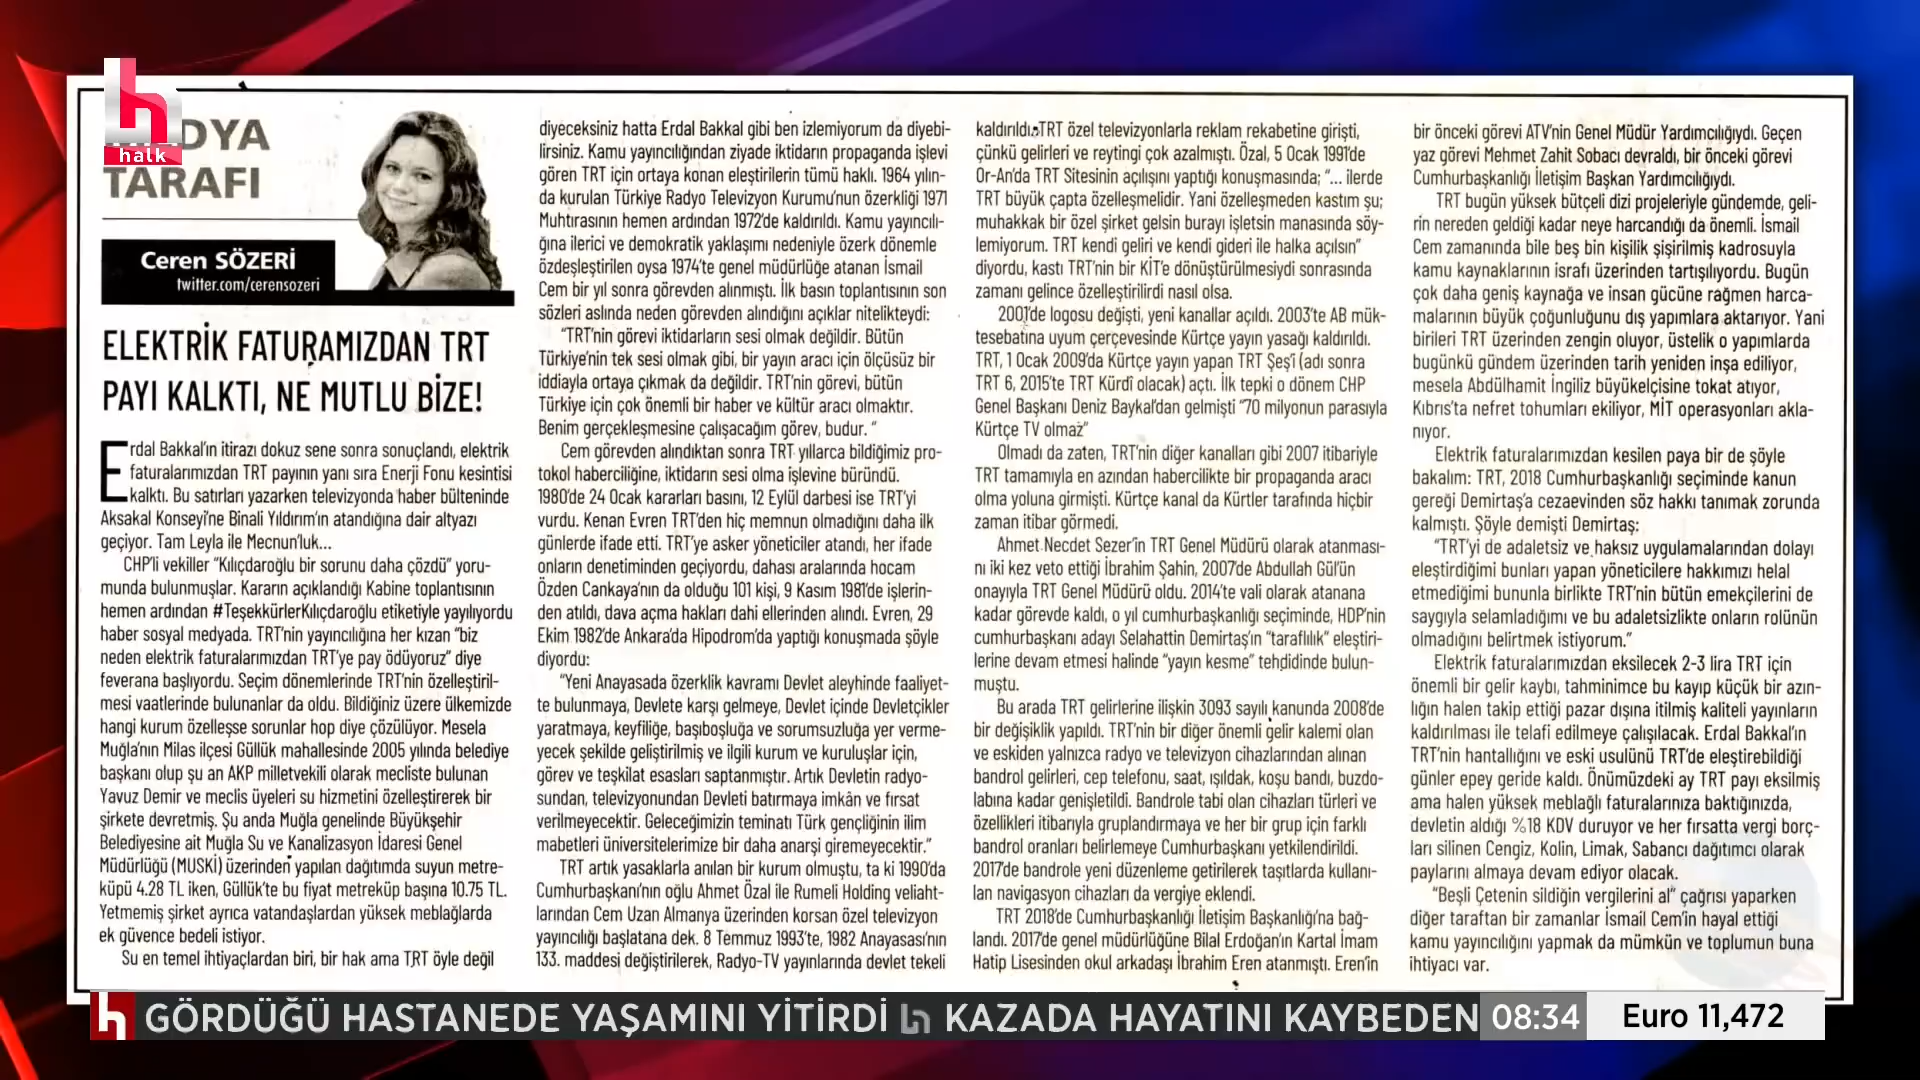 halk
MEDYA
TARAFI
Ceren SÖZERİ
twitter.com/cerensozeri
ELEKTRİK FATURAMIZDAN TRT
PAYI KALKTI, NE MUTLU BİZE!
Erdal Bakkal’ın itirazı dokuz sene sonra sonuçlandı, elektrik
faturalarımızdan TRT payının yanı sıra Enerji Fonu kesintisi
kalktı. Bu satırları yazarken televizyonda haber bülteninde
Aksakal Konseyi’ne Binali Yıldırım’ın atandığına dair altyazı
geçiyor. Tam Leyla ile Mecnun’luk...
CHP’li vekiller “Kılıçdaroğlu bir sorunu daha çözdü” yoru-
munda bulunmuşlar. Kararın açıklandığı Kabine toplantısının
hemen ardından #TeşekkürlerKılıçdaroğlu etiketiyle yayılıyordu
haber sosyal medyada. TRT’nin yayıncılığına her kızan “biz
neden elektrik faturalarımızdan TRT’ye pay ödüyoruz” diye
feverana başlıyordu. Seçim dönemlerinde TRT’nin özelleştiril-
mesi vaatlerinde bulunanlar da oldu. Bildiğiniz üzere ülkemizde
hangi kurum özelleşse sorunlar hop diye çözülüyor. Mesela
Muğla’nın Milas ilçesi Güllük mahallesinde 2005 yılında belediye
başkanı olup şu an AKP milletvekili olarak mecliste bulunan
Yavuz Demir ve meclis üyeleri su hizmetini özelleştirerek bir
şirkete devretmiş. Şu anda Muğla genelinde Büyükşehir
Belediyesine ait Muğla Su ve Kanalizasyon İdaresi Genel
Müdürlüğü (MUSKİ) üzerinden yapılan dağıtımda suyun metre-
küpü 4.28 TL iken, Güllük’te bu fiyat metreküp başına 10.75 TL.
Yetmemiş şirket ayrıca vatandaşlardan yüksek meblağlarda
ek güvence bedeli istiyor.
Su en temel ihtiyaçlardan biri, bir hak ama TRT öyle değil
diyeceksiniz hatta Erdal Bakkal gibi ben izlemiyorum da diyebi-
lirsiniz. Kamu yayıncılığından ziyade iktidarın propaganda işlevi
gören TRT için ortaya konan eleştirilerin tümü haklı. 1964 yılın-
da kurulan Türkiye Radyo Televizyon Kurumu’nun özerkliği 1971
Muhtırasının hemen ardından 1972’de kaldırıldı. Kamu yayıncılı-
ğına ilerici ve demokratik yaklaşımı nedeniyle özerk dönemle
özdeşleştirilen oysa 1974’te genel müdürlüğe atanan İsmail
Cem bir yıl sonra görevden alınmıştı. İlk basın toplantısının son
sözleri aslında neden görevden alındığını açıklar nitelikteydi:
“TRT’nin görevi iktidarların sesi olmak değildir. Bütün
Türkiye’nin tek sesi olmak gibi, bir yayın aracı için ölçüsüz bir
iddiayla ortaya çıkmak da değildir. TRT’nin görevi, bütün
Türkiye için çok önemli bir haber ve kültür aracı olmaktır.
Benim gerçekleşmesine çalışacağım görev, budur. “
Cem görevden alındıktan sonra TRT yıllarca bildiğimiz pro-
tokol haberciliğine, iktidarın sesi olma işlevine büründü.
1980’de 24 Ocak kararları basını, 12 Eylül darbesi ise TRT’yi
vurdu. Kenan Evren TRT’den hiç memnun olmadığını daha ilk
günlerde ifade etti. TRT’ye asker yöneticiler atandı, her ifade
onların denetiminden geçiyordu, dahası aralarında hocam
Özden Cankaya’nın da olduğu 101 kişi, 9 Kasım 1981’de işlerin-
den atıldı, dava açma hakları dahi ellerinden alındı. Evren, 29
Ekim 1982’de Ankara’da Hipodrom’da yaptığı konuşmada şöyle
diyordu:
“Yeni Anayasada özerklik kavramı Devlet aleyhinde faaliyet-
te bulunmaya, Devlete karşı gelmeye, Devlet içinde Devletçikler
yaratmaya, keyfiliğe, başıboşluğa ve sorumsuzluğa yer verme-
yecek şekilde geliştirilmiş ve ilgili kurum ve kuruluşlar için,
görev ve teşkilat esasları saptanmıştır. Artık Devletin radyo-
sundan, televizyonundan Devleti batırmaya imkân ve fırsat
verilmeyecektir. Geleceğimizin teminatı Türk gençliğinin ilim
mabetleri üniversitelerimize bir daha anarşi giremeyecektir.”
TRT artık yasaklarla anılan bir kurum olmuştu, ta ki 1990’da
Cumhurbaşkanı’nın oğlu Ahmet Özal ile Rumeli Holding veliaht-
larından Cem Uzan Almanya üzerinden korsan özel televizyon
yayıncılığı başlatana dek. 8 Temmuz 1993’te, 1982 Anayasası’nın
133. maddesi değiştirilerek, Radyo-TV yayınlarında devlet tekeli
kaldırıldı. TRT özel televizyonlarla reklam rekabetine girişti,
çünkü gelirleri ve reytingi çok azalmıştı. Özal, 5 Ocak 1991’de
Or-An’da TRT Sitesinin açılışını yaptığı konuşmasında; “... ilerde
TRT büyük çapta özelleşmelidir. Yani özelleşmeden kastım şu;
muhakkak bir özel şirket gelsin burayı işletsin manasında söy-
lemiyorum. TRT kendi geliri ve kendi gideri ile halka açılsın”
diyordu, kastı TRT’nin bir KİT’e dönüştürülmesiydi sonrasında
zamanı gelince özelleştirilirdi nasıl olsa.
2001’de logosu değişti, yeni kanallar açıldı. 2003’te AB mük-
tesebatına uyum çerçevesinde Kürtçe yayın yasağı kaldırıldı.
TRT, 1 Ocak 2009’da Kürtçe yayın yapan TRT Şeş’i (adı sonra
TRT 6, 2015’te TRT Kürdî olacak) açtı. İlk tepki o dönem CHP
Genel Başkanı Deniz Baykal’dan gelmişti “70 milyonun parasıyla
Kürtçe TV olmaz”
Olmadı da zaten, TRT’nin diğer kanalları gibi 2007 itibariyle
TRT tamamıyla en azından habercilikte bir propaganda aracı
olma yoluna girmişti. Kürtçe kanal da Kürtler tarafında hiçbir
zaman itibar görmedi.
Ahmet Necdet Sezer’in TRT Genel Müdürü olarak atanması-
nı iki kez veto ettiği İbrahim Şahin, 2007’de Abdullah Gül’ün
onayıyla TRT Genel Müdürü oldu. 2014’te vali olarak atanana
kadar görevde kaldı, o yıl cumhurbaşkanlığı seçiminde, HDP’nin
cumhurbaşkanı adayı Selahattin Demirtaş’ın “taraflılık” eleştiri-
lerine devam etmesi halinde “yayın kesme” tehdidinde bulun-
muştu.
Bu arada TRT gelirlerine ilişkin 3093 sayılı kanunda 2008’de
bir değişiklik yapıldı. TRT’nin bir diğer önemli gelir kalemi olan
ve eskiden yalnızca radyo ve televizyon cihazlarından alınan
bandrol gelirleri, cep telefonu, saat, ışıldak, koşu bandı, buzdo-
labına kadar genişletildi. Bandrole tabi olan cihazları türleri ve
özellikleri itibarıyla gruplandırmaya ve her bir grup için farklı
bandrol oranları belirlemeye Cumhurbaşkanı yetkilendirildi.
2017’de bandrole yeni düzenleme getirilerek taşıtlarda kullanı-
lan navigasyon cihazları da vergiye eklendi.
TRT 2018’de Cumhurbaşkanlığı İletişim Başkanlığı’na bağ-
landı. 2017’de genel müdürlüğüne Bilal Erdoğan’ın Kartal İmam
Hatip Lisesinden okul arkadaşı İbrahim Eren atanmıştı. Eren’in
bir önceki görevi ATV’nin Genel Müdür Yardımcılığıydı. Geçen
yaz görevi Mehmet Zahit Sobacı devraldı, bir önceki görevi
Cumhurbaşkanlığı İletişim Başkan Yardımcılığıydı.
TRT bugün yüksek bütçeli dizi projeleriyle gündemde, geli-
rin nereden geldiği kadar neye harcandığı da önemli. İsmail
Cem zamanında bile beş bin kişilik şişirilmiş kadrosuyla
kamu kaynaklarının israfı üzerinden tartışılıyordu. Bugün
çok daha geniş kaynağa ve insan gücüne rağmen harca-
malarının büyük çoğunluğunu dış yapımlara aktarıyor. Yani
birileri TRT üzerinden zengin oluyor, üstelik o yapımlarda
bugünkü gündem üzerinden tarih yeniden inşa ediliyor,
mesela Abdülhamit İngiliz büyükelçisine tokat atıyor,
Kıbrıs’ta nefret tohumları ekiliyor, MİT operasyonları akla-
nıyor.
Elektrik faturalarımızdan kesilen paya bir de şöyle
bakalım: TRT, 2018 Cumhurbaşkanlığı seçiminde kanun
gereği Demirtaş’a cezaevinden söz hakkı tanımak zorunda
kalmıştı. Şöyle demişti Demirtaş:
“TRT’yi de adaletsiz ve haksız uygulamalarından dolayı
eleştirdiğimi bunları yapan yöneticilere hakkımızı helal
etmediğimi bununla birlikte TRT’nin bütün emekçilerini de
saygıyla selamladığımı ve bu adaletsizlikte onların rolünün
olmadığını belirtmek istiyorum.”
Elektrik faturalarımızdan eksilecek 2-3 lira TRT için
önemli bir gelir kaybı, tahminimce bu kayıp küçük bir azın-
lığın halen takip ettiği pazar dışına itilmiş kaliteli yayınların
kaldırılması ile telafi edilmeye çalışılacak. Erdal Bakkal’ın
TRT’nin hantallığını ve eski usulünü TRT’de eleştirebildiği
günler epey geride kaldı. Önümüzdeki ay TRT payı eksilmiş
ama halen yüksek meblağlı faturalarınıza baktığınızda,
devletin aldığı %18 KDV duruyor ve her fırsatta vergi borç-
ları silinen Cengiz, Kolin, Limak, Sabancı dağıtımcı olarak
paylarını almaya devam ediyor olacak.
“Beşli Çetenin sildiğin vergilerini al” çağrısı yaparken
diğer taraftan bir zamanlar İsmail Cem’in hayal ettiği
kamu yayıncılığını yapmak da mümkün ve toplumun buna
ihtiyacı var.
GÖRDÜĞÜ HASTANEDE YAŞAMINI YİTİRDİ KAZADA HAYATINI KAYBEDEN
08:34
Euro 11,472